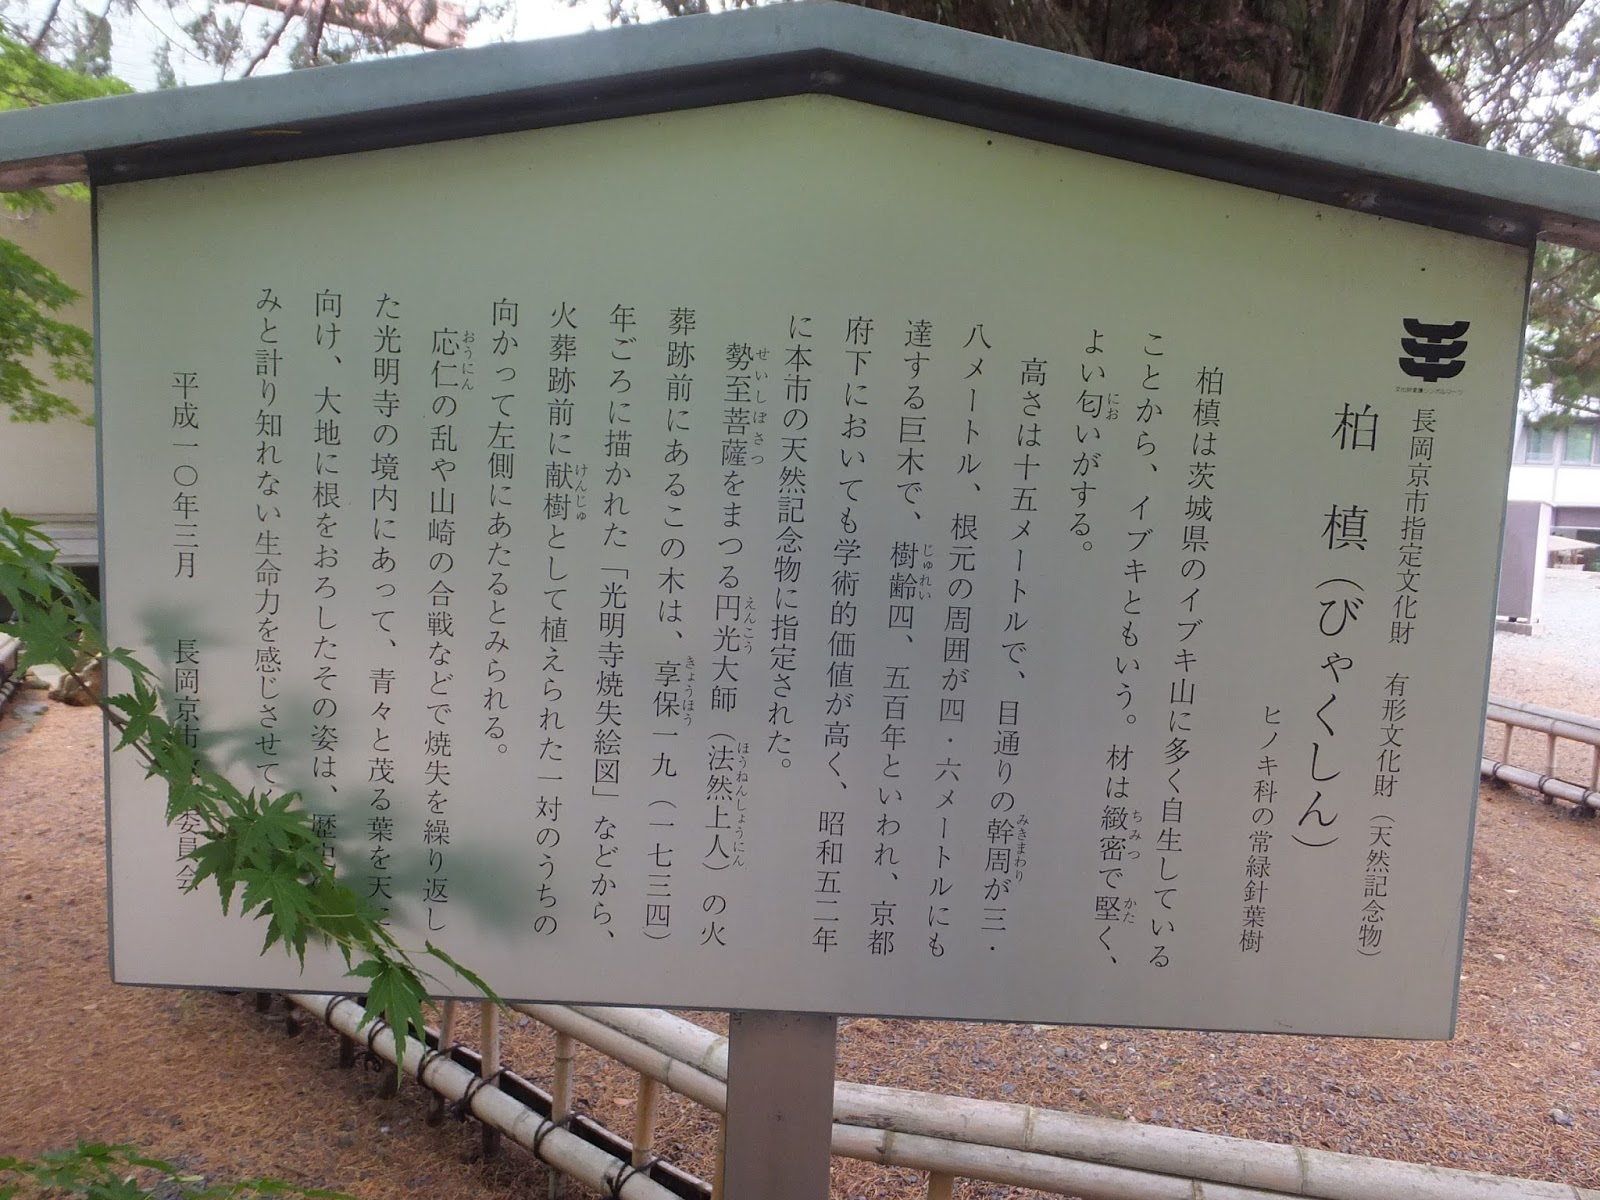 長岡京市指定文化財　有形文化財（天然記念物）
柏槙（びゃくしん）
ヒノキ科の常緑針葉樹
柏槙は茨城県のイブキ山に多く自生している
ことから、イブキともいう。材は緻密で堅く、
よい匂いがする。
高さは十五メートルで、目通りの幹周が三・
八メートル、根元の周囲が四・六メートルにも
達する巨木で、樹齢四、五百年といわれ、京都
府下においても学術的価値が高く、昭和五二年
に本市の天然記念物に指定された。
勢至菩薩をまつる円光大師（法然上人）の火
葬跡前にあるこの木は、享保一九（一七三四）
年ごろに描かれた「光明寺焼失絵図」などから、
火葬跡前に献樹として植えられた一対のうちの
向かって左側にあたるとみられる。
応仁の乱や山崎の合戦などで焼失を繰り返し
た光明寺の境内にあって、青々と茂る葉を天に
向け、大地に根をおろしたその姿は、歴史
みと計り知れない生命力を感じさせて
平成一〇年三月　長岡京市　委員会